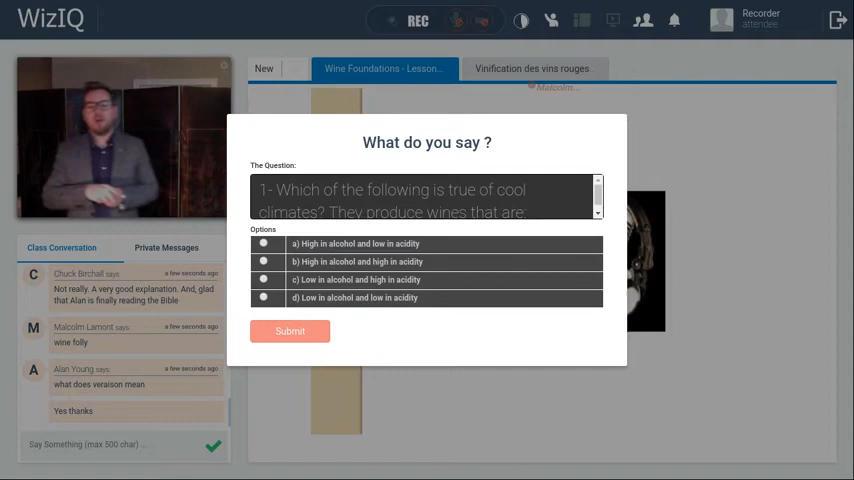 WizIQ
REC
Recorder
attendee
New
Wine Foundations - Lesson...
Vinification des vins rouges
Malcolm...
What do you say ?
The Question:
1- Which of the following is true of cool
climates? They produce wines that are:
Options
a) High in alcohol and low in acidity
b) High in alcohol and high in acidity
c) Low in alcohol and high in acidity
d) Low in alcohol and low in acidity
Submit
Class Conversation
Private Messages
C
Chuck Birchall says:
a few seconds ago
Not really. A very good explanation. And, glad
that Alan is finally reading the Bible
M
Malcolm Lamont says:
a few seconds ago
wine folly
A
Alan Young says:
a few seconds ago
what does veraison mean
Yes thanks
Say Something (max 500 char) ...